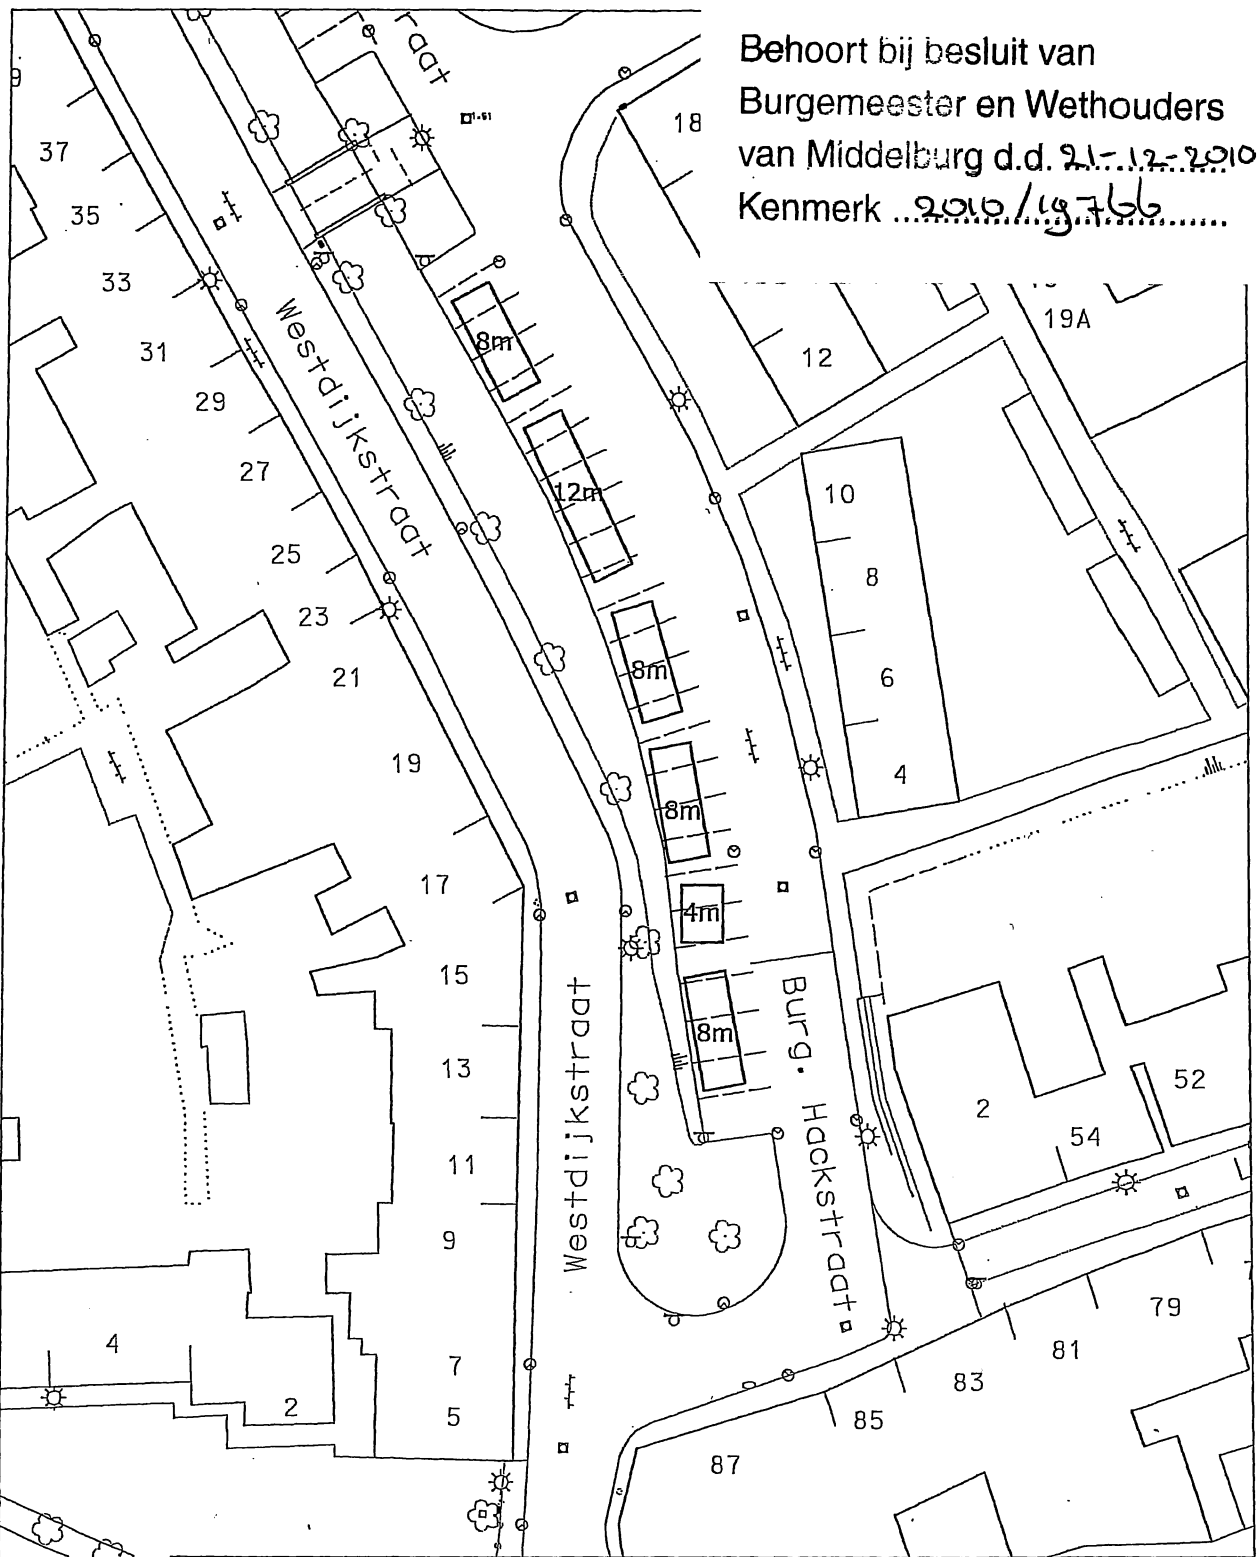 Behoort bij besluit van
Burgemeester en Wethouders
van Middelburg d.d. 21-12-2010
Kenmerk ...2010/19766
raat
9
37
35
33
31
29
27
25
23
21
19
17
15
13
11
9
7
5
4
2
Westdijkstraat
Westdijkstraat
8m
12m
8m
8m
4m
8m
Burg. Hackstraat
18
12
19A
10
8
6
4
2
54
52
79
81
83
85
87